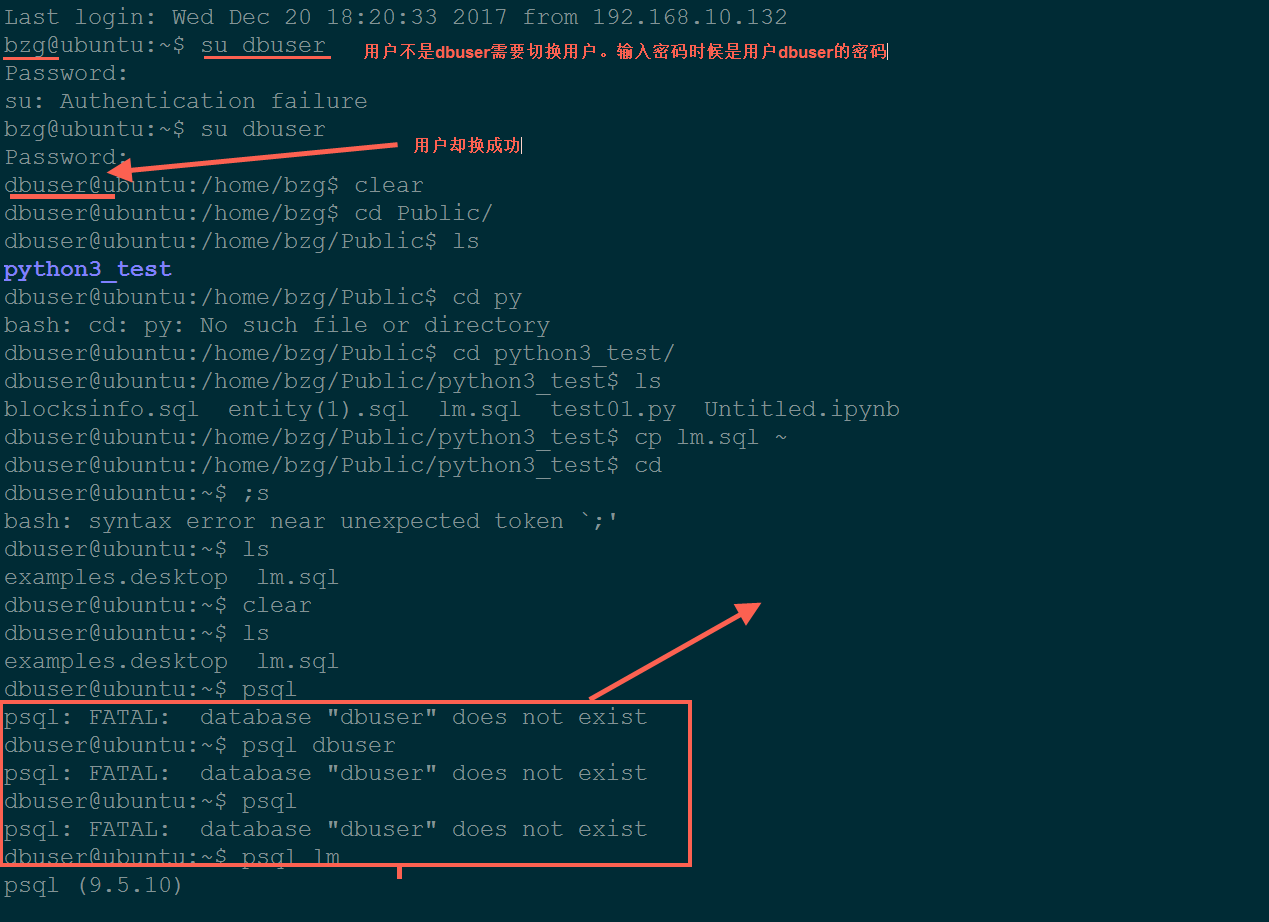 Last login: Wed Dec 20 18:20:33 2017 from 192.168.10.132
bzg@ubuntu:~$ su dbuser 用户不是dbuser需要切换用户。输入密码时候是用户dbuser的密码
Password:
su: Authentication failure
bzg@ubuntu:~$ su dbuser
用户却换成功
Password:
dbuser@ubuntu:/home/bzg$ clear
dbuser@ubuntu:/home/bzg$ cd Public/
dbuser@ubuntu:/home/bzg/Public$ ls
python3_test
dbuser@ubuntu:/home/bzg/Public$ cd py
bash: cd: py: No such file or directory
dbuser@ubuntu:/home/bzg/Public$ cd python3_test/
dbuser@ubuntu:/home/bzg/Public/python3_test$ ls
blocksinfo.sql  entity(1).sql  lm.sql  test01.py  Untitled.ipynb
dbuser@ubuntu:/home/bzg/Public/python3_test$ cp lm.sql ~
dbuser@ubuntu:/home/bzg/Public/python3_test$ cd
dbuser@ubuntu:~$ ;s
bash: syntax error near unexpected token `;'
dbuser@ubuntu:~$ ls
examples.desktop  lm.sql
dbuser@ubuntu:~$ clear
dbuser@ubuntu:~$ ls
examples.desktop  lm.sql
dbuser@ubuntu:~$ psql
psql: FATAL:  database "dbuser" does not exist
dbuser@ubuntu:~$ psql dbuser
psql: FATAL:  database "dbuser" does not exist
dbuser@ubuntu:~$ psql
psql: FATAL:  database "dbuser" does not exist
dbuser@ubuntu:~$ psql lm
psql (9.5.10)